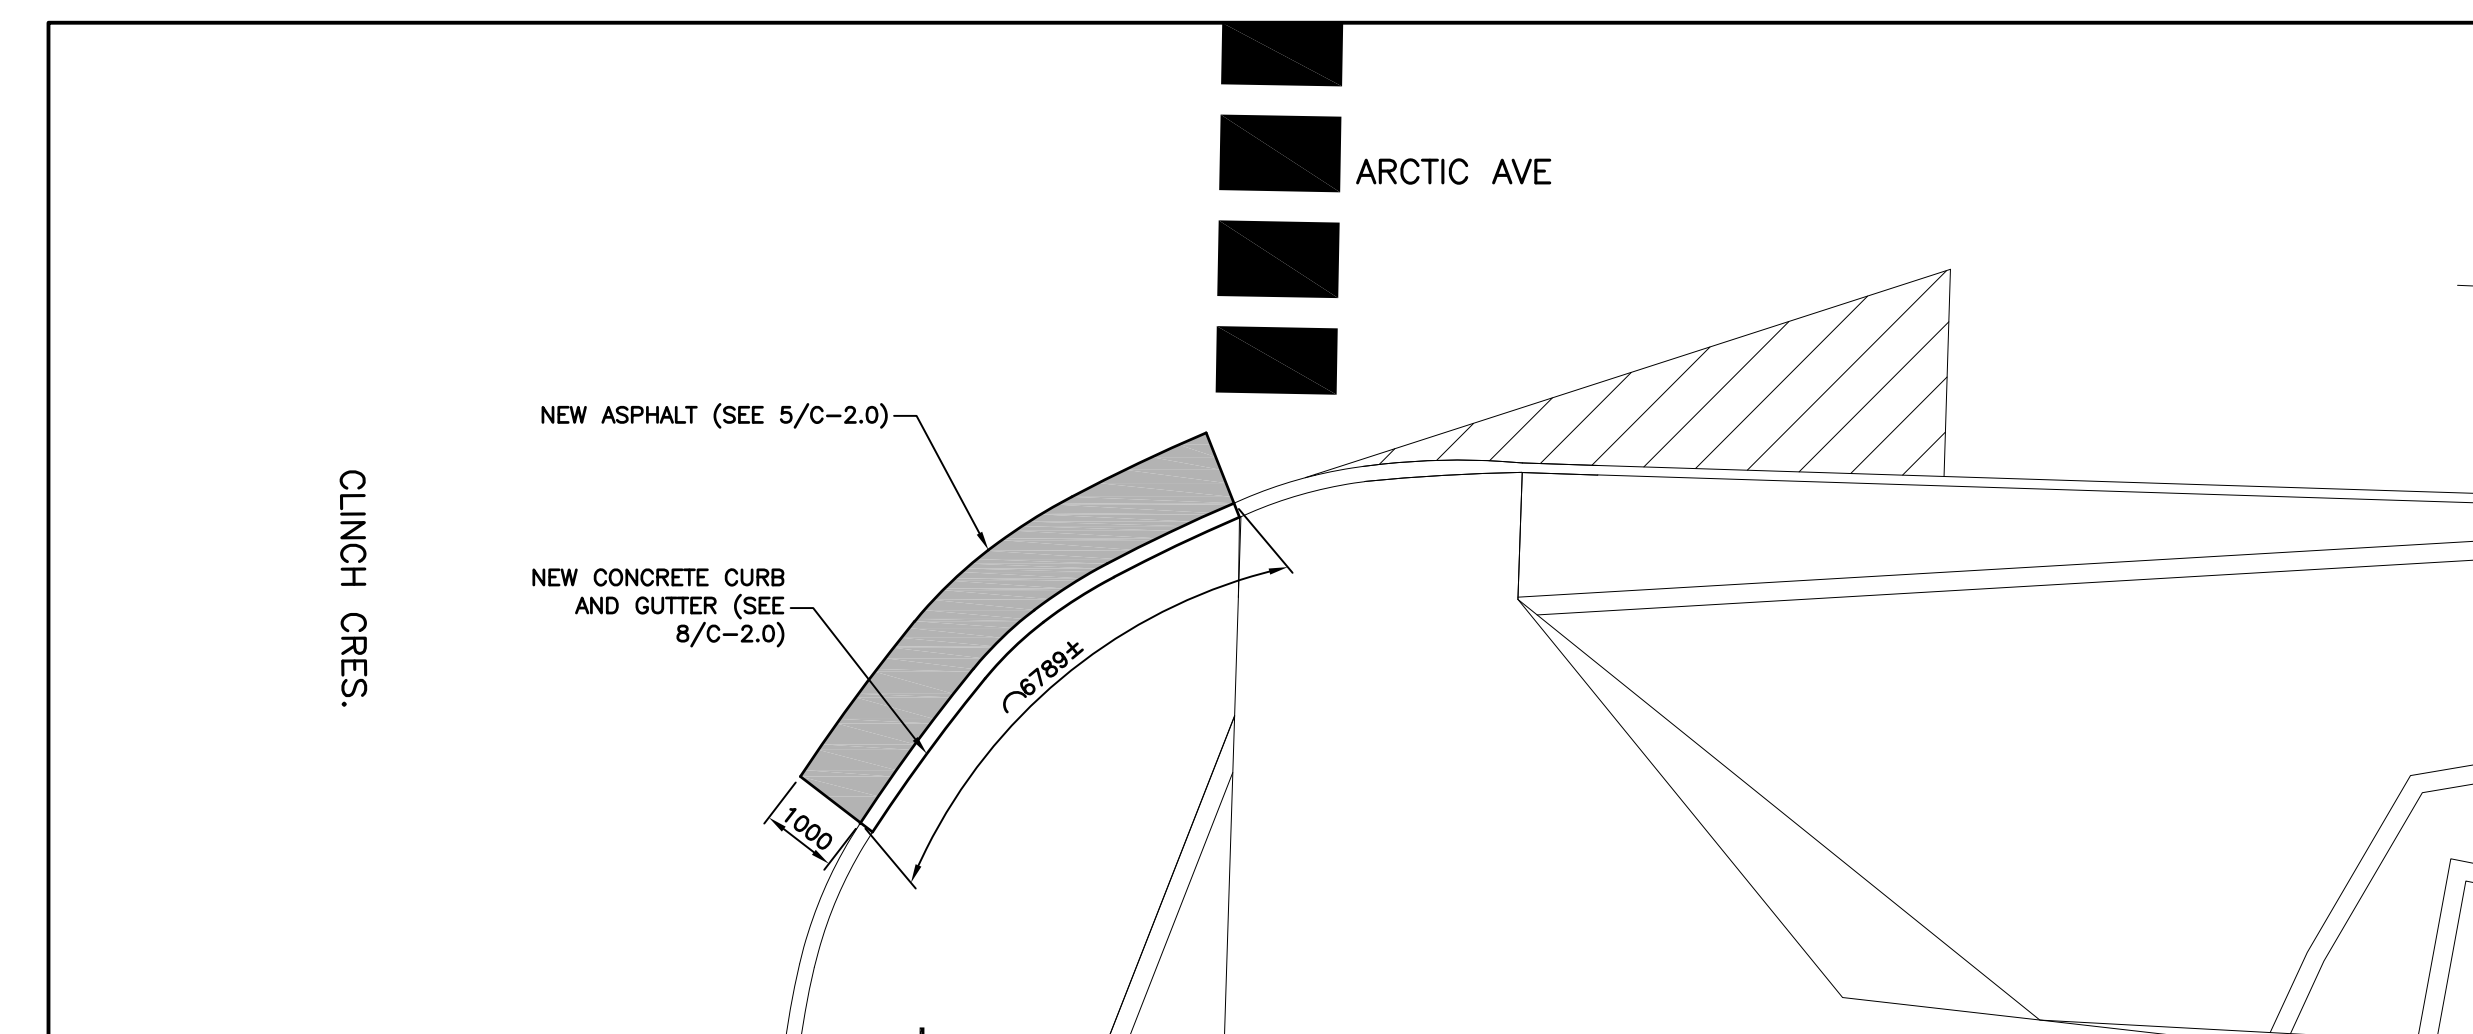 ARCTIC AVE
NEW ASPHALT (SEE 5/C-2.0)
CLINCH CRES.
NEW CONCRETE CURB
AND GUTTER (SEE
8/C-2.0)
⌒6789±
1000